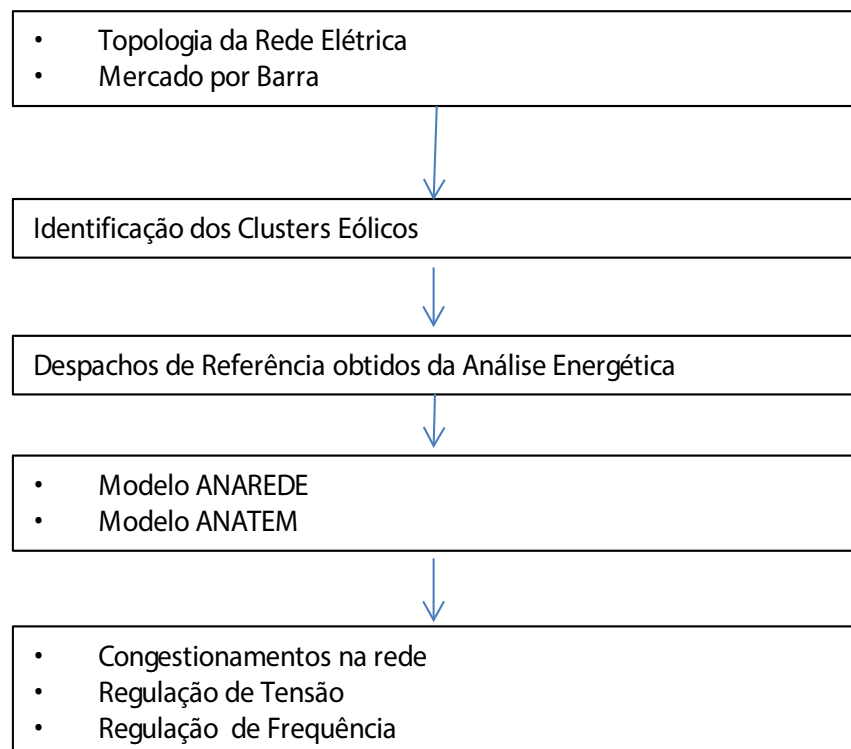 • Topologia da Rede Elétrica
• Mercado por Barra
Identificação dos Clusters Eólicos
Despachos de Referência obtidos da Análise Energética
• Modelo ANAREDE
• Modelo ANATEM
• Congestionamentos na rede
• Regulação de Tensão
• Regulação de Frequência